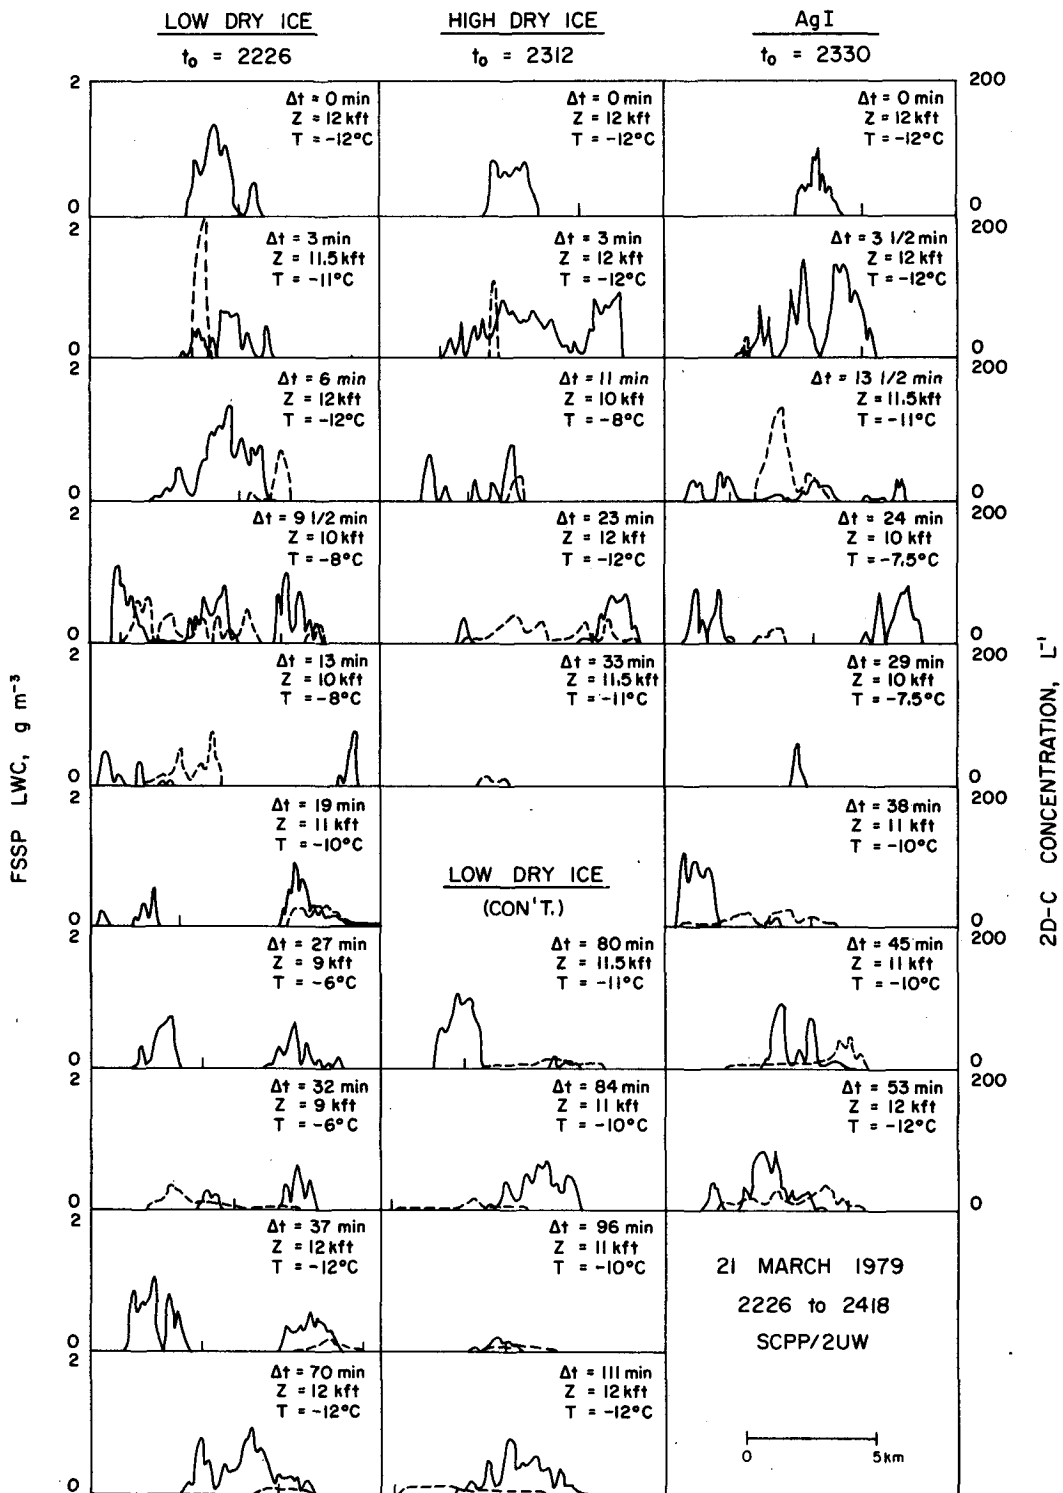 LOW DRY ICE
t₀ = 2226
HIGH DRY ICE
t₀ = 2312
AgI
t₀ = 2330
FSSP LWC, g m⁻³
2D-C CONCENTRATION, L⁻¹
2
0
2
0
2
0
2
0
2
0
2
0
2
0
2
0
2
0
2
0
Δt = 0 min
Z = 12 kft
T = -12°C
Δt = 3 min
Z = 11.5 kft
T = -11°C
Δt = 6 min
Z = 12 kft
T = -12°C
Δt = 9 1/2 min
Z = 10 kft
T = -8°C
Δt = 13 min
Z = 10 kft
T = -8°C
Δt = 19 min
Z = 11 kft
T = -10°C
Δt = 27 min
Z = 9 kft
T = -6°C
Δt = 32 min
Z = 9 kft
T = -6°C
Δt = 37 min
Z = 12 kft
T = -12°C
Δt = 70 min
Z = 12 kft
T = -12°C
Δt = 0 min
Z = 12 kft
T = -12°C
Δt = 3 min
Z = 12 kft
T = -12°C
Δt = 11 min
Z = 10 kft
T = -8°C
Δt = 23 min
Z = 12 kft
T = -12°C
Δt = 33 min
Z = 11.5 kft
T = -11°C
LOW DRY ICE
(CON'T.)
Δt = 80 min
Z = 11.5 kft
T = -11°C
Δt = 84 min
Z = 11 kft
T = -10°C
Δt = 96 min
Z = 11 kft
T = -10°C
Δt = 111 min
Z = 12 kft
T = -12°C
Δt = 0 min
Z = 12 kft
T = -12°C
Δt = 3 1/2 min
Z = 12 kft
T = -12°C
Δt = 13 1/2 min
Z = 11.5 kft
T = -11°C
Δt = 24 min
Z = 10 kft
T = -7.5°C
Δt = 29 min
Z = 10 kft
T = -7.5°C
Δt = 38 min
Z = 11 kft
T = -10°C
Δt = 45 min
Z = 11 kft
T = -10°C
Δt = 53 min
Z = 12 kft
T = -12°C
200
0
200
0
200
0
200
0
200
0
200
0
200
0
200
0
21 MARCH 1979
2226 to 2418
SCPP/2UW
0 5 km